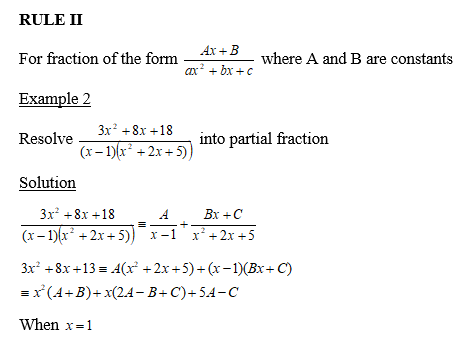 RULE II
For fraction of the form \frac{Ax + B}{ax^2 + bx + c} where A and B are constants
Example 2
Resolve \frac{3x^2 + 8x + 18}{(x - 1)(x^2 + 2x + 5))} into partial fraction
Solution
\frac{3x^2 + 8x + 18}{(x - 1)(x^2 + 2x + 5))} ≡ \frac{A}{x - 1} + \frac{Bx + C}{x^2 + 2x + 5}
3x^2 + 8x + 13 ≡ A(x^2 + 2x + 5) + (x - 1)(Bx + C)
≡ x^2(A + B) + x(2A - B + C) + 5A - C
When x = 1